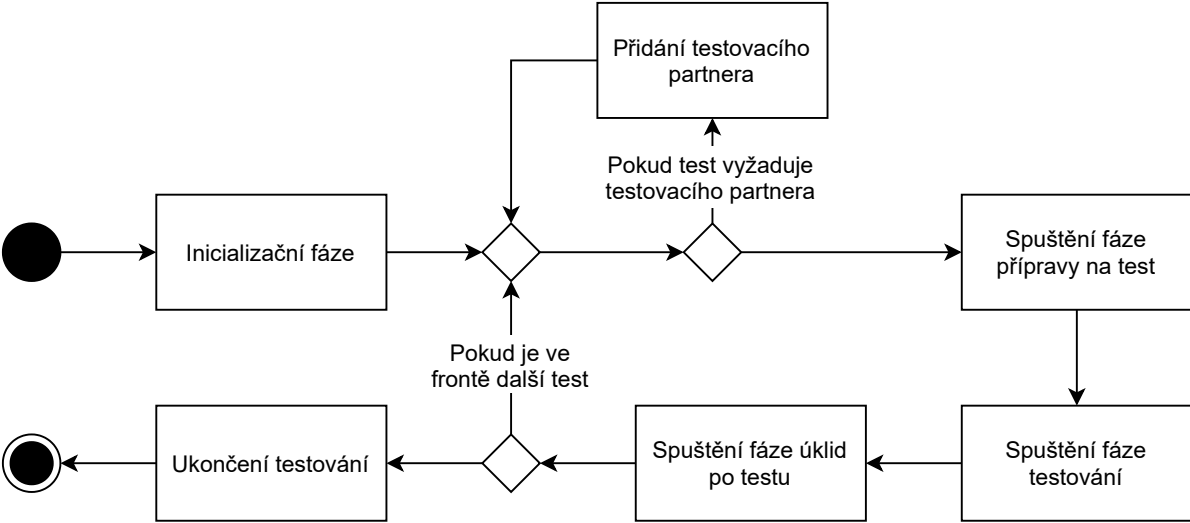 Přidání testovacího
partnera
Pokud test vyžaduje
testovacího partnera
Inicializační fáze
Spuštění fáze
přípravy na test
Pokud je ve
frontě další test
Ukončení testování
Spuštění fáze úklid
po testu
Spuštění fáze
testování